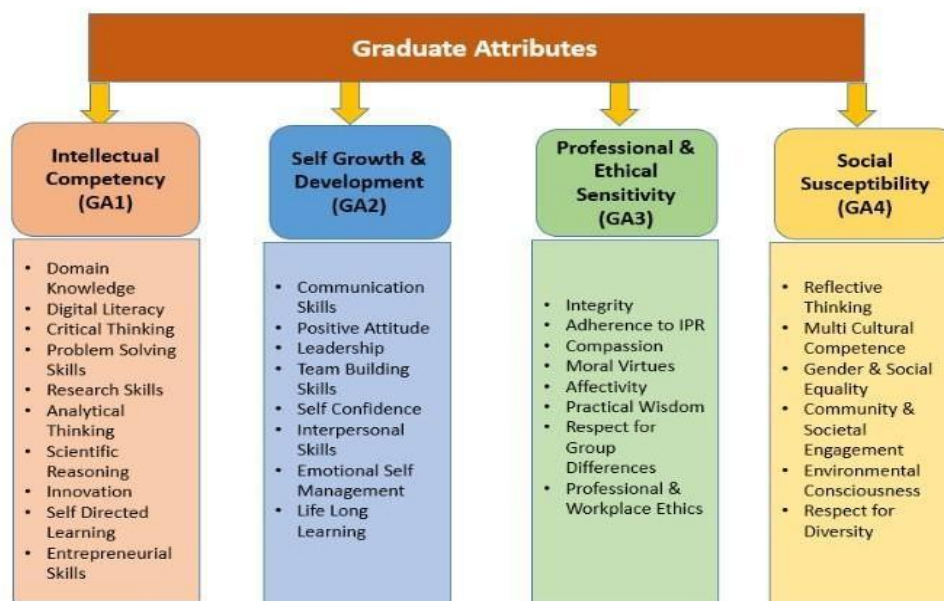 Graduate Attributes
Intellectual
Competency
(GA1)
• Domain
Knowledge
• Digital Literacy
• Critical Thinking
• Problem Solving
Skills
• Research Skills
• Analytical
Thinking
• Scientific
Reasoning
• Innovation
• Self Directed
Learning
• Entrepreneurial
Skills
Self Growth &
Development
(GA2)
• Communication
Skills
• Positive Attitude
• Leadership
• Team Building
Skills
• Self Confidence
• Interpersonal
Skills
• Emotional Self
Management
• Life Long
Learning
Professional &
Ethical
Sensitivity
(GA3)
• Integrity
• Adherence to IPR
• Compassion
• Moral Virtues
• Affectivity
• Practical Wisdom
• Respect for
Group
Differences
• Professional &
Workplace Ethics
Social
Susceptibility
(GA4)
• Reflective
Thinking
• Multi Cultural
Competence
• Gender & Social
Equality
• Community &
Societal
Engagement
• Environmental
Consciousness
• Respect for
Diversity